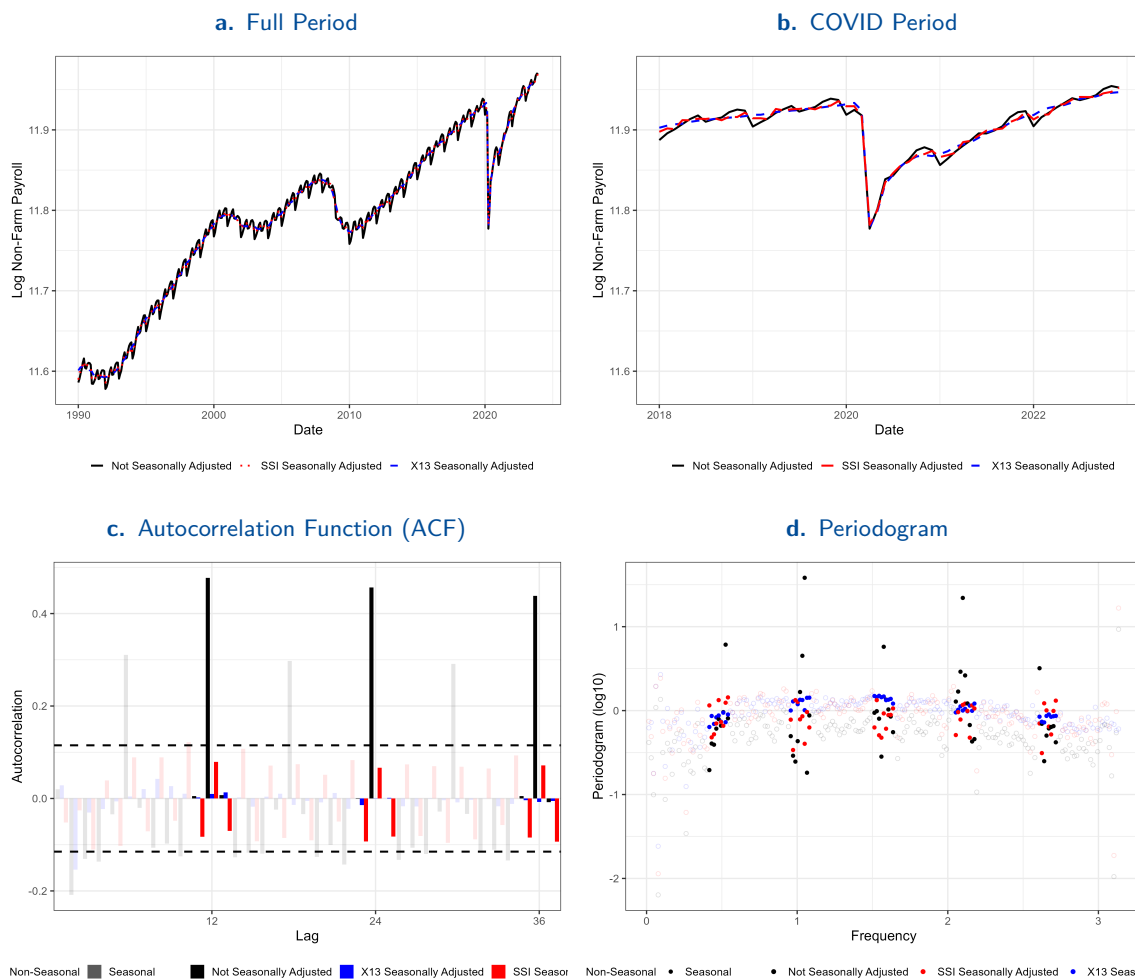 a. Full Period
b. COVID Period
Log Non-Farm Payroll
11.9
11.8
11.7
11.6
1990
2000
2010
2020
Date
Not Seasonally Adjusted SSI Seasonally Adjusted X13 Seasonally Adjusted
Log Non-Farm Payroll
11.9
11.8
11.7
11.6
2018
2020
2022
Date
Not Seasonally Adjusted SSI Seasonally Adjusted X13 Seasonally Adjusted
c. Autocorrelation Function (ACF)
d. Periodogram
Autocorrelation
0.4
0.2
0.0
-0.2
12
24
36
Lag
Non-Seasonal Seasonal Not Seasonally Adjusted X13 Seasonally Adjusted SSI Season
Periodogram (log10)
1
0
-1
-2
0
1
2
3
Frequency
Non-Seasonal Seasonal Not Seasonally Adjusted SSI Seasonally Adjusted X13 Seas